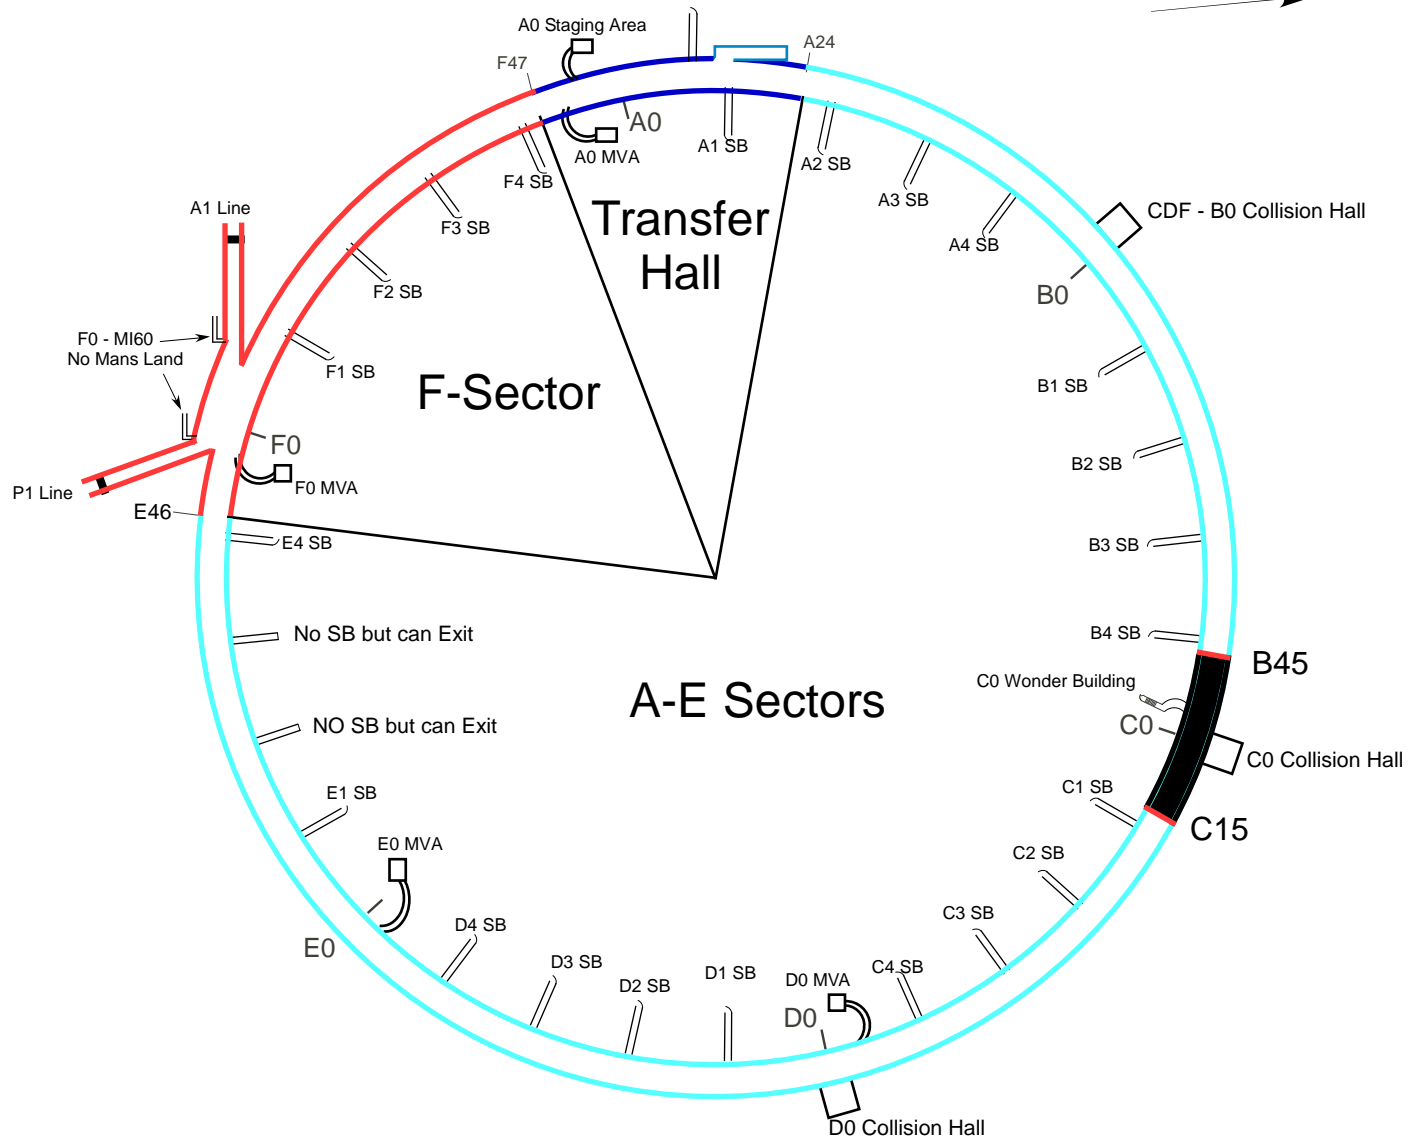 A0 Staging Area
A24
F47
A0
A1 SB
A0 MVA
A2 SB
F4 SB
A3 SB
A1 Line
Transfer
Hall
CDF - B0 Collision Hall
F3 SB
A4 SB
F2 SB
B0
F0 - MI60
No Mans Land
F1 SB
F-Sector
B1 SB
F0
B2 SB
F0 MVA
P1 Line
E46
E4 SB
B3 SB
No SB but can Exit
B4 SB
B45
C0 Wonder Building
A-E Sectors
NO SB but can Exit
C0
C0 Collision Hall
E1 SB
C1 SB
C15
E0 MVA
C2 SB
C3 SB
D4 SB
E0
D3 SB
D1 SB
C4 SB
D2 SB
D0 MVA
D0
D0 Collision Hall